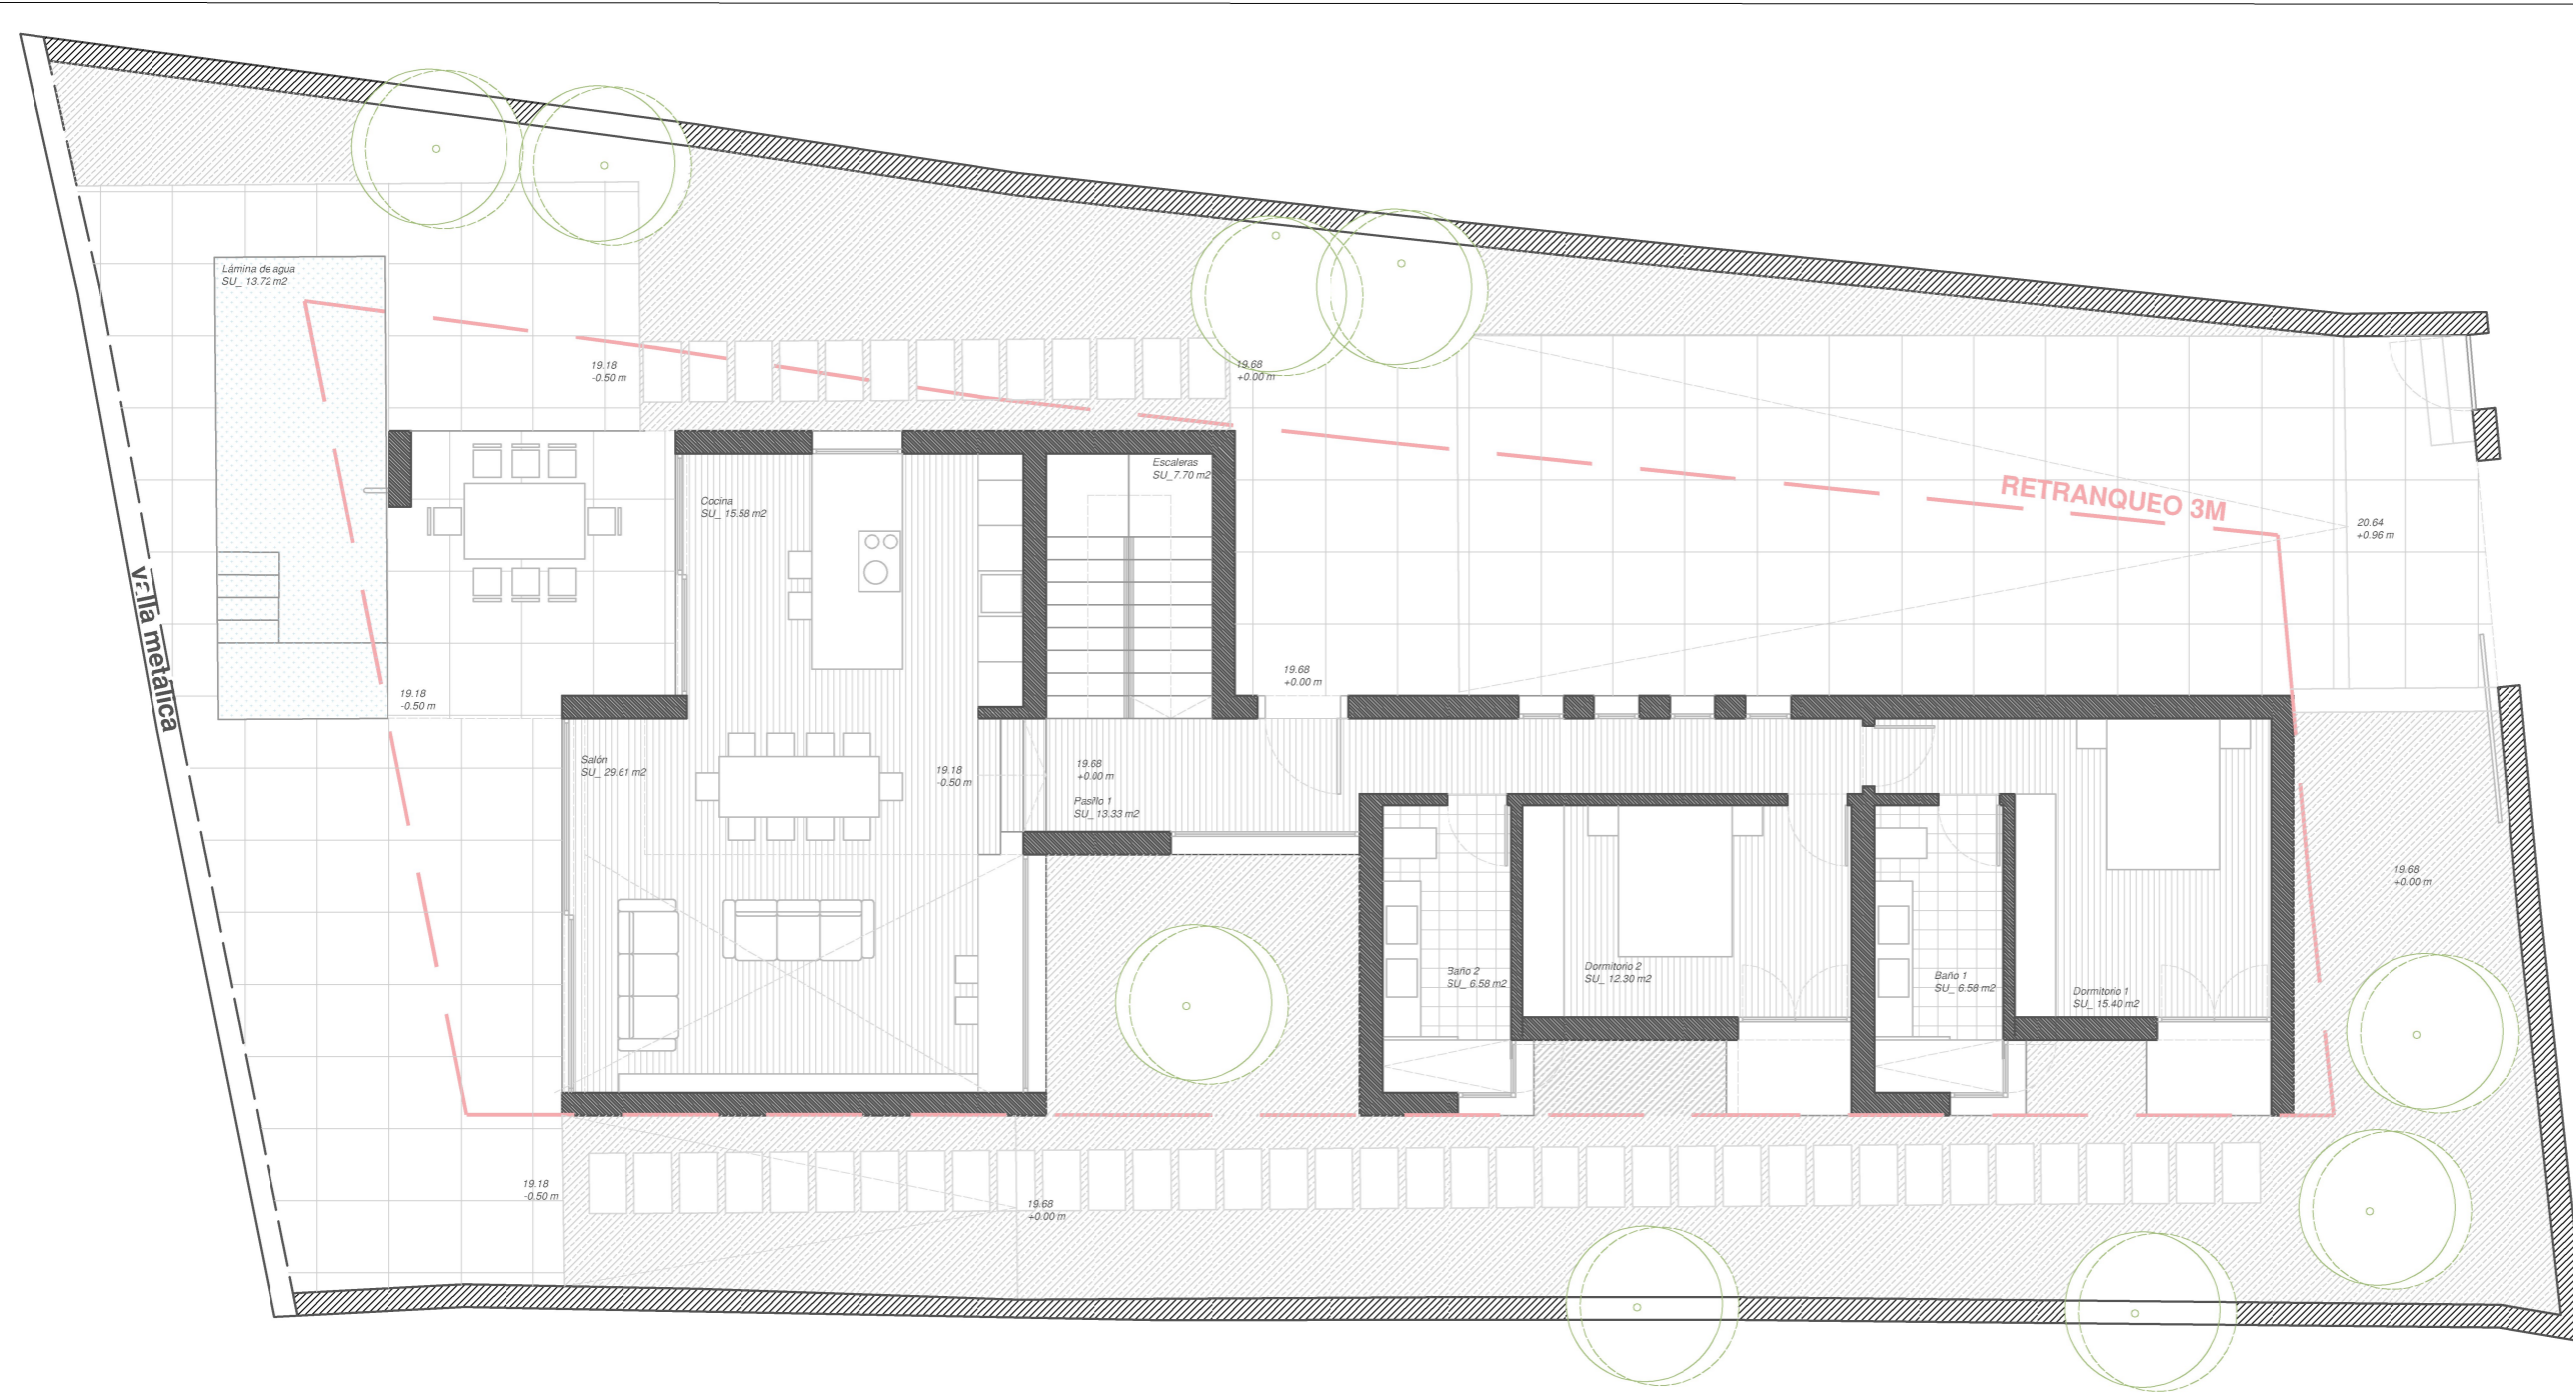 Lámina de agua
SU_ 13.72 m2
19.18
-0.50 m
19.68
+0.00 m
Escaleras
SU_7.70 m2
Cocina
SU_ 15.58 m2
RETRANQUEO 3M
20.64
+0.96 m
valla metálica
19.18
-0.50 m
19.68
+0.00 m
Salón
SU_ 29.61 m2
19.18
-0.50 m
19.68
+0.00 m
Pasillo 1
SU_ 13.33 m2
19.68
+0.00 m
Baño 2
SU_ 6.58 m2
Dormitorio 2
SU_ 12.30 m2
Baño 1
SU_ 6.58 m2
Dormitorio 1
SU_ 15.40 m2
19.18
-0.50 m
19.68
+0.00 m